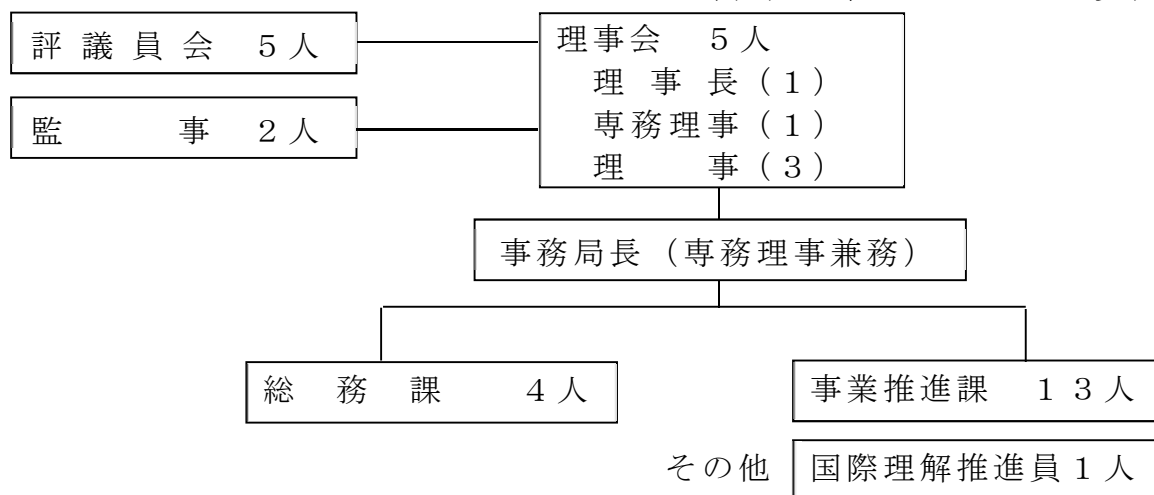 評議員会 5人
監事 2人
理事会 5人
理事長(1)
専務理事(1)
理事(3)
事務局長(専務理事兼務)
総務課 4人
事業推進課 13人
その他 国際理解推進員1人